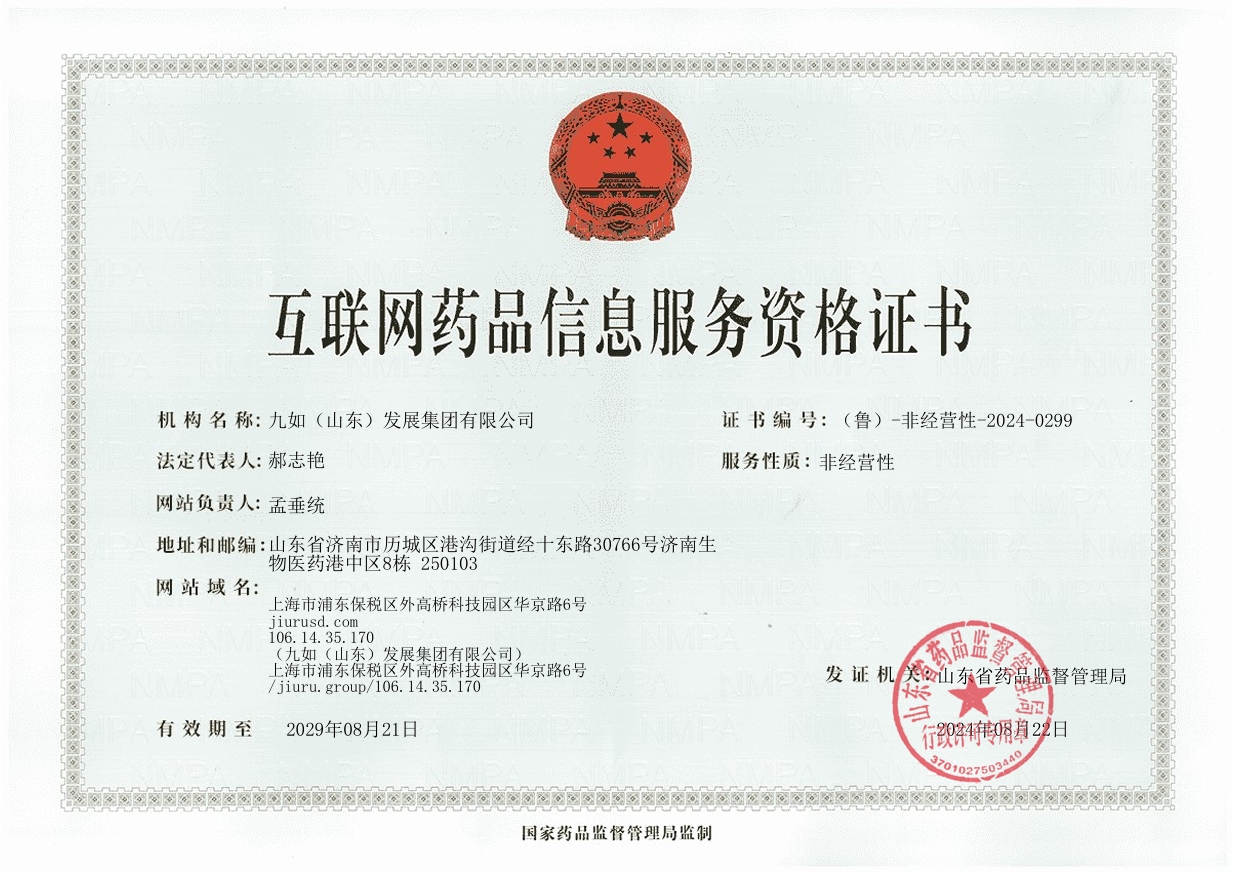 互联网药品信息服务资格证书
机构名称: 九如（山东）发展集团有限公司
证书编号: （鲁）-非经营性-2024-0299
法定代表人: 郝志艳
服务性质: 非经营性
网站负责人: 孟垂统
地址和邮编: 山东省济南市历城区港沟街道经十东路30766号济南生
物医药港中区8栋 250103
网站域名:
上海市浦东保税区外高桥科技园区华京路6号
jiurusd.com
106.14.35.170
（九如（山东）发展集团有限公司）
上海市浦东保税区外高桥科技园区华京路6号
/jiuru.group/106.14.35.170
发证机关: 山东省药品监督管理局
有效期至 2029年08月21日
2024年08月22日
山东省药品监督管理局
行政许可专用章
3701027503440
国家药品监督管理局监制
NMPA